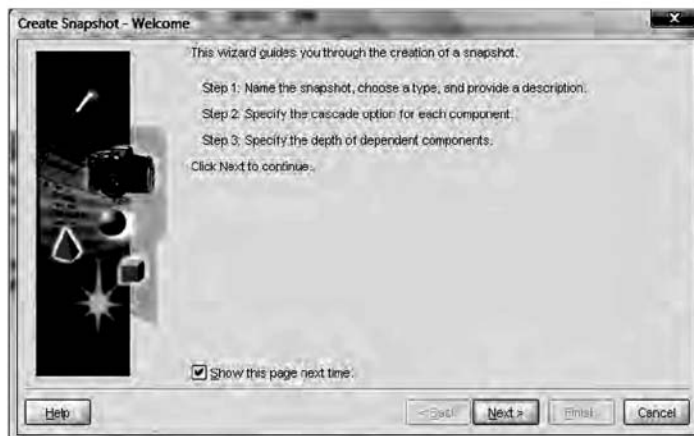 Create Snapshot - Welcome
This wizard guides you through the creation of a snapshot.
Step 1: Name the snapshot, choose a type, and provide a description.
Step 2: Specify the cascade option for each component.
Step 3: Specify the depth of dependent components.
Click Next to continue.
Show this page next time.
Help
< Back
Next >
Finish
Cancel